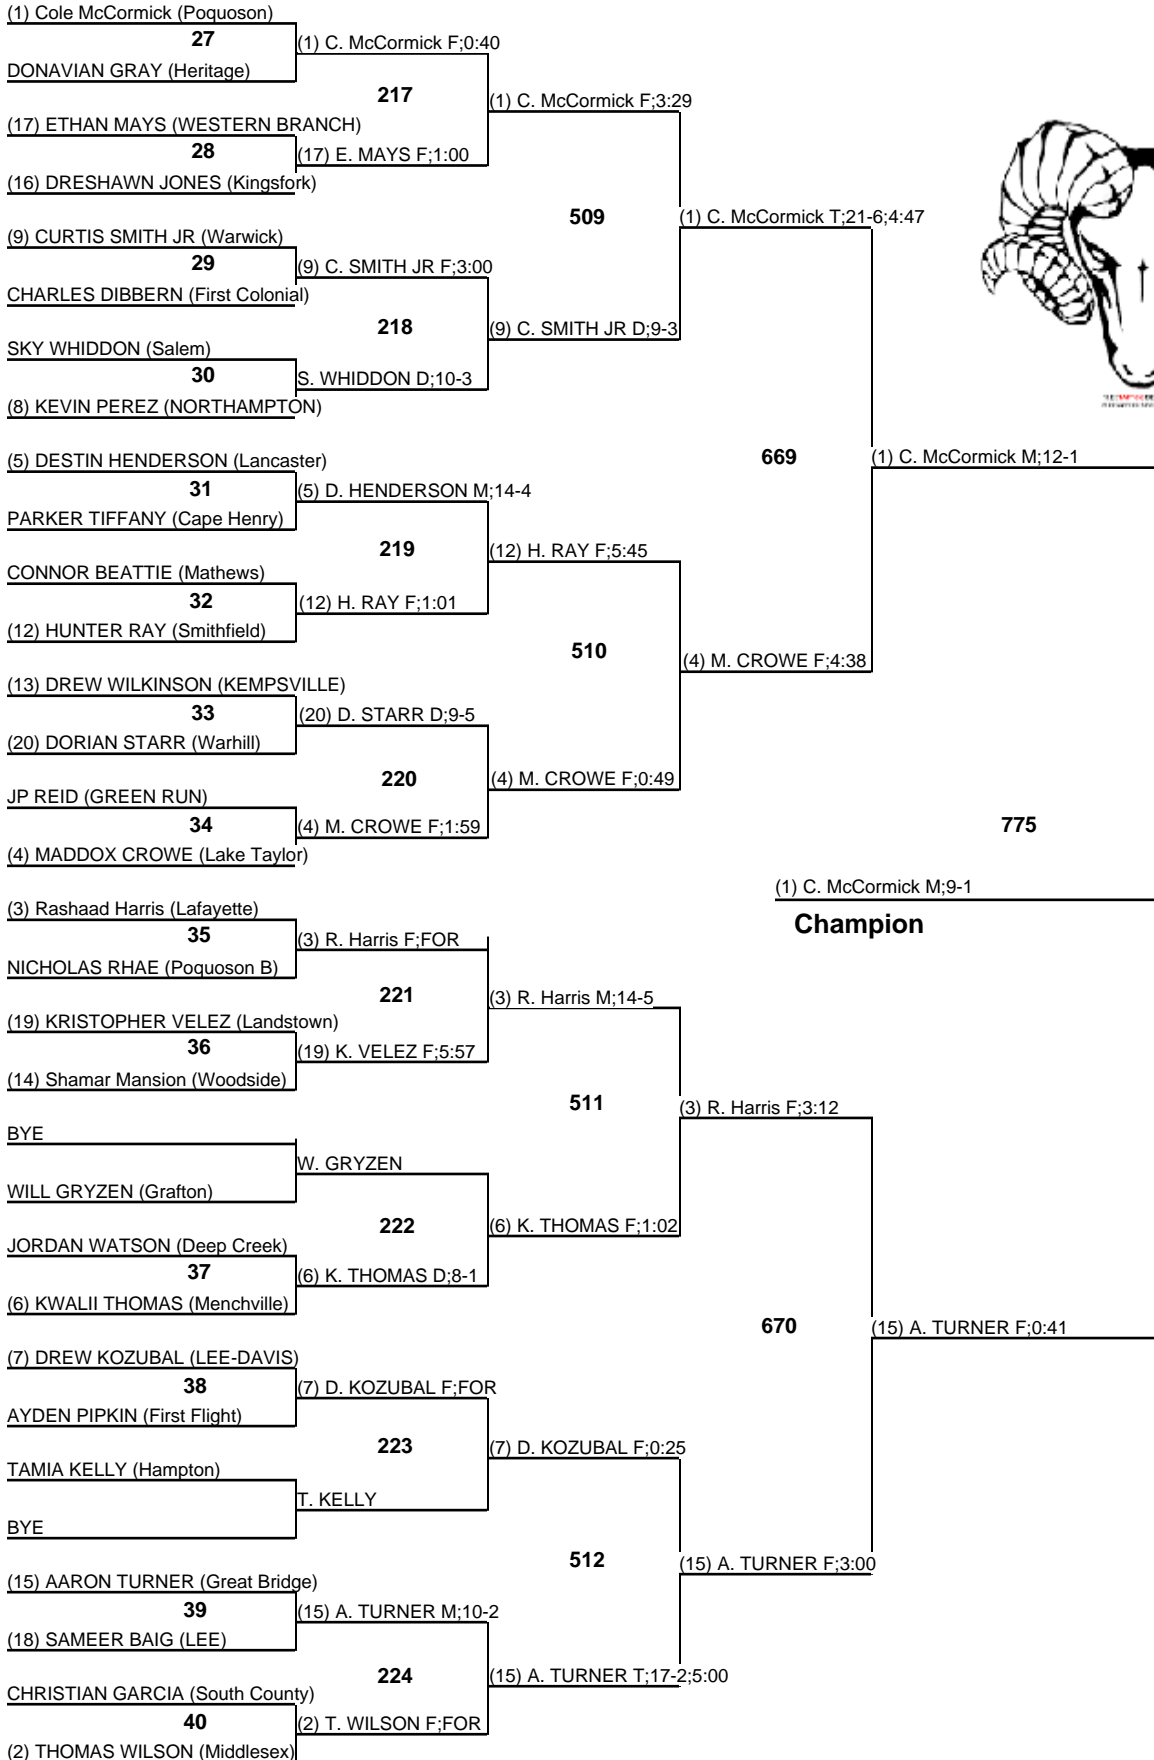 (1) Cole McCormick (Poquoson)
27
(1) C. McCormick F;0:40
DONAVIAN GRAY (Heritage)
217
(1) C. McCormick F;3:29
(17) ETHAN MAYS (WESTERN BRANCH)
28
(17) E. MAYS F;1:00
(16) DRESHAWN JONES (Kingsfork)
509
(1) C. McCormick T;21-6;4:47
(9) CURTIS SMITH JR (Warwick)
29
(9) C. SMITH JR F;3:00
CHARLES DIBBERN (First Colonial)
218
(9) C. SMITH JR D;9-3
SKY WHIDDON (Salem)
30
S. WHIDDON D;10-3
(8) KEVIN PEREZ (NORTHAMPTON)
669
(1) C. McCormick M;12-1
(5) DESTIN HENDERSON (Lancaster)
31
(5) D. HENDERSON M;14-4
PARKER TIFFANY (Cape Henry)
219
(12) H. RAY F;5:45
CONNOR BEATTIE (Mathews)
32
(12) H. RAY F;1:01
(12) HUNTER RAY (Smithfield)
510
(4) M. CROWE F;4:38
(13) DREW WILKINSON (KEMPSVILLE)
33
(20) D. STARR D;9-5
(20) DORIAN STARR (Warhill)
220
(4) M. CROWE F;0:49
JP REID (GREEN RUN)
34
(4) M. CROWE F;1:59
(4) MADDOX CROWE (Lake Taylor)
775
(1) C. McCormick M;9-1
Champion
(3) Rashaad Harris (Lafayette)
35
(3) R. Harris F;FOR
NICHOLAS RHAE (Poquoson B)
221
(3) R. Harris M;14-5
(19) KRISTOPHER VELEZ (Landstown)
36
(19) K. VELEZ F;5:57
(14) Shamar Mansion (Woodside)
511
(3) R. Harris F;3:12
BYE
W. GRYZEN
WILL GRYZEN (Grafton)
222
(6) K. THOMAS F;1:02
JORDAN WATSON (Deep Creek)
37
(6) K. THOMAS D;8-1
(6) KWALII THOMAS (Menchville)
670
(15) A. TURNER F;0:41
(7) DREW KOZUBAL (LEE-DAVIS)
38
(7) D. KOZUBAL F;FOR
AYDEN PIPKIN (First Flight)
223
(7) D. KOZUBAL F;0:25
TAMIA KELLY (Hampton)
T. KELLY
BYE
512
(15) A. TURNER F;3:00
(15) AARON TURNER (Great Bridge)
39
(15) A. TURNER M;10-2
(18) SAMEER BAIG (LEE)
224
(15) A. TURNER T;17-2;5:00
CHRISTIAN GARCIA (South County)
40
(2) T. WILSON F;FOR
(2) THOMAS WILSON (Middlesex)